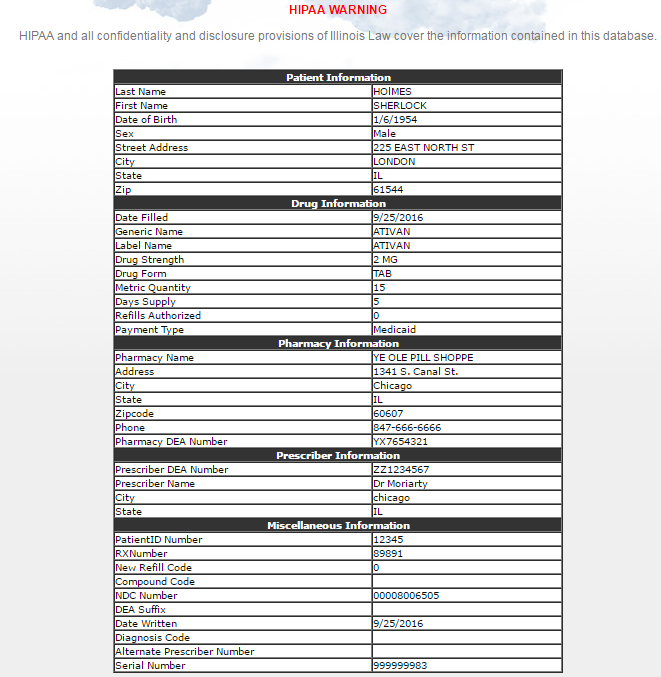 HIPAA WARNING
HIPAA and all confidentiality and disclosure provisions of Illinois Law cover the information contained in this database.
Patient Information
Last Name HOlMES
First Name SHERLOCK
Date of Birth 1/6/1954
Sex Male
Street Address 225 EAST NORTH ST
City LONDON
State IL
Zip 61544
Drug Information
Date Filled 9/25/2016
Generic Name ATIVAN
Label Name ATIVAN
Drug Strength 2 MG
Drug Form TAB
Metric Quantity 15
Days Supply 5
Refills Authorized 0
Payment Type Medicaid
Pharmacy Information
Pharmacy Name YE OLE PILL SHOPPE
Address 1341 S. Canal St.
City Chicago
State IL
Zipcode 60607
Phone 847-666-6666
Pharmacy DEA Number YX7654321
Prescriber Information
Prescriber DEA Number ZZ1234567
Prescriber Name Dr Moriarty
City chicago
State IL
Miscellaneous Information
PatientID Number 12345
RXNumber 89891
New Refill Code 0
Compound Code
NDC Number 00008006505
DEA Suffix
Date Written 9/25/2016
Diagnosis Code
Alternate Prescriber Number
Serial Number 999999983